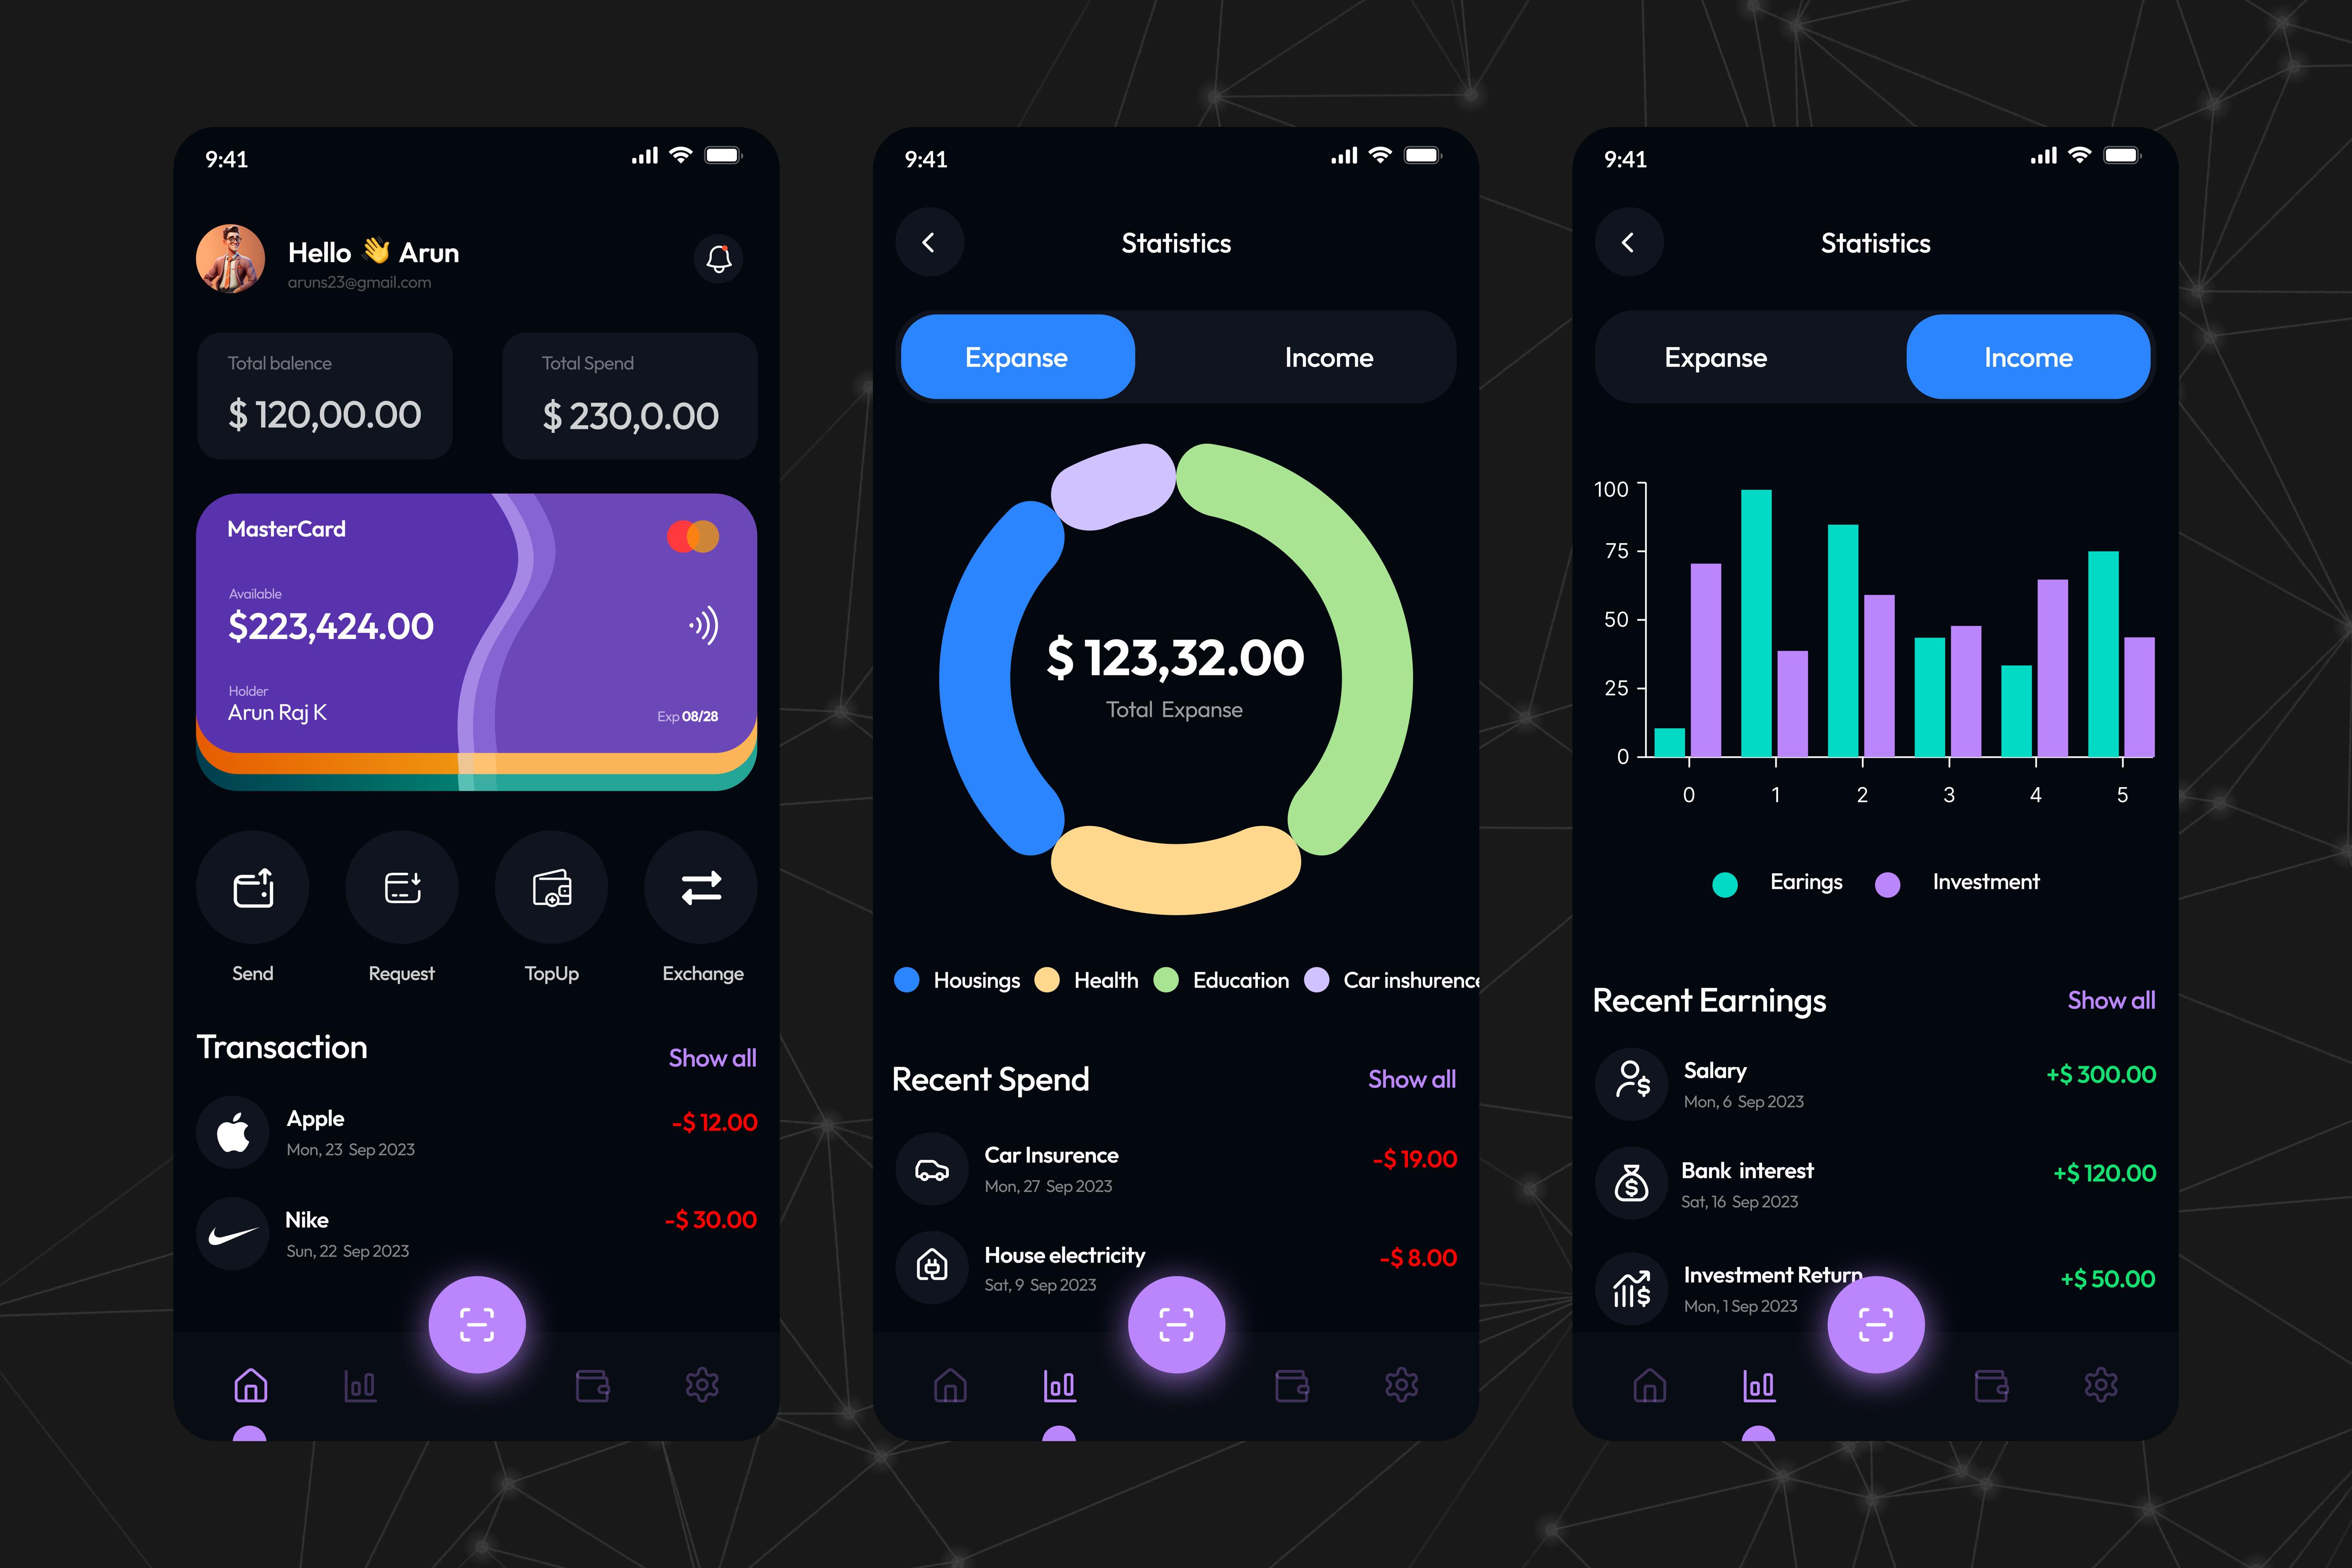 9:41
Hello 👋 Arun
aruns23@gmail.com
Total balence
$ 120,00.00
Total Spend
$ 230,0.00
MasterCard
Available
$223,424.00
Holder
Arun Raj K
Exp 08/28
Send
Request
TopUp
Exchange
Transaction
Show all
Apple
Mon, 23 Sep 2023
-$ 12.00
Nike
Sun, 22 Sep 2023
-$ 30.00
9:41
Statistics
Expanse
Income
$ 123,32.00
Total Expanse
Housings
Health
Education
Car inshurence
Recent Spend
Show all
Car Insurence
Mon, 27 Sep 2023
-$ 19.00
House electricity
Sat, 9 Sep 2023
-$ 8.00
9:41
Statistics
Expanse
Income
100
75
50
25
0
0 1 2 3 4 5
Earings
Investment
Recent Earnings
Show all
Salary
Mon, 6 Sep 2023
+$ 300.00
Bank interest
Sat, 16 Sep 2023
+$ 120.00
Investment Return
Mon, 1 Sep 2023
+$ 50.00